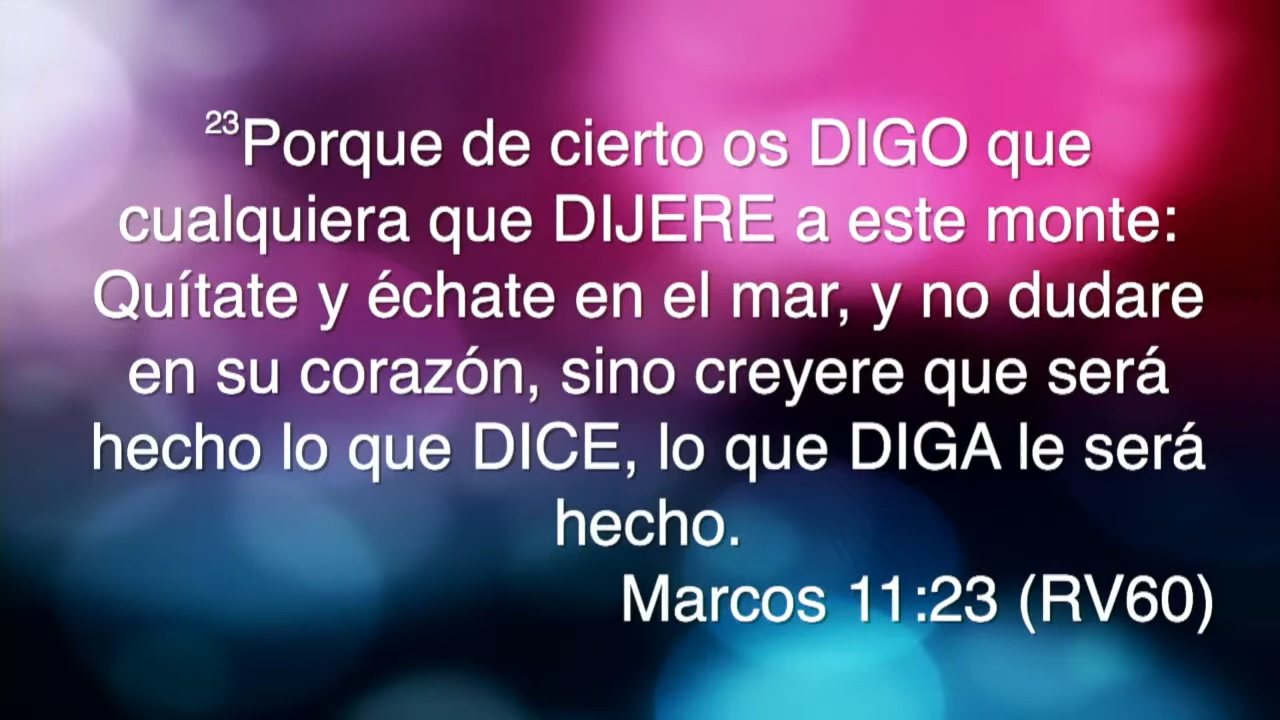 23Porque de cierto os DIGO que
cualquiera que DIJERE a este monte:
Quítate y échate en el mar, y no dudare
en su corazón, sino creyere que será
hecho lo que DICE, lo que DIGA le será
hecho.
Marcos 11:23 (RV60)